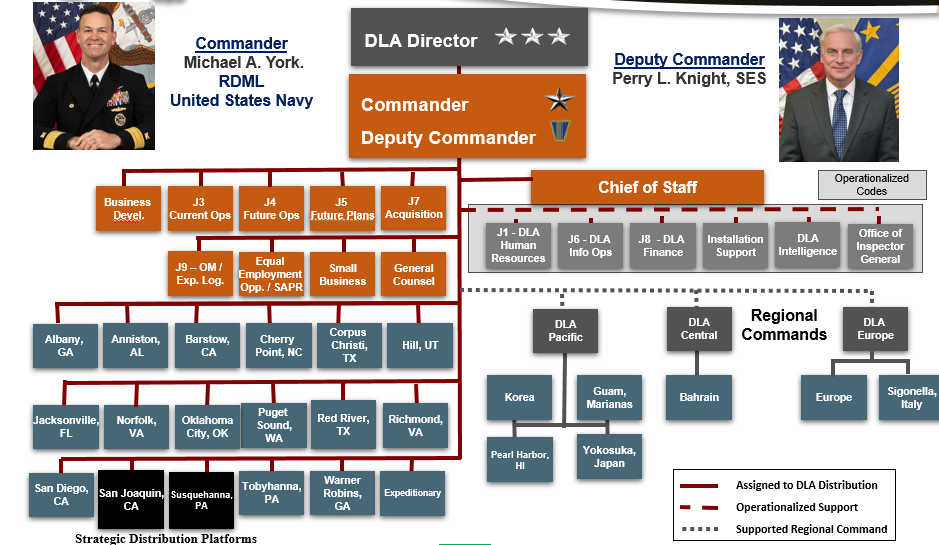 Commander
Michael A. York.
RDML
United States Navy
DLA Director
Deputy Commander
Perry L. Knight, SES
Commander
Deputy Commander
Chief of Staff
Operationalized
Codes
Business
Devel.
J3
Current Ops
J4
Future Ops
J5
Future Plans
J7
Acquisition
J1 - DLA
Human
Resources
J6 - DLA
Info Ops
J8 - DLA
Finance
Installation
Support
DLA
Intelligence
Office of
Inspector
General
J9 – OM /
Exp. Log.
Equal
Employment
Opp. / SAPR
Small
Business
General
Counsel
Albany,
GA
Anniston,
AL
Barstow,
CA
Cherry
Point, NC
Corpus
Christi,
TX
Hill, UT
DLA
Pacific
DLA
Central
Regional
Commands
DLA
Europe
Korea
Guam,
Marianas
Bahrain
Europe
Sigonella,
Italy
Pearl Harbor,
HI
Yokosuka,
Japan
Jacksonville,
FL
Norfolk,
VA
Oklahoma
City, OK
Puget
Sound,
WA
Red River,
TX
Richmond,
VA
San Diego,
CA
San Joaquin,
CA
Susquehanna,
PA
Tobyhanna,
PA
Warner
Robins,
GA
Expeditionary
Strategic Distribution Platforms
Assigned to DLA Distribution
Operationalized Support
Supported Regional Command